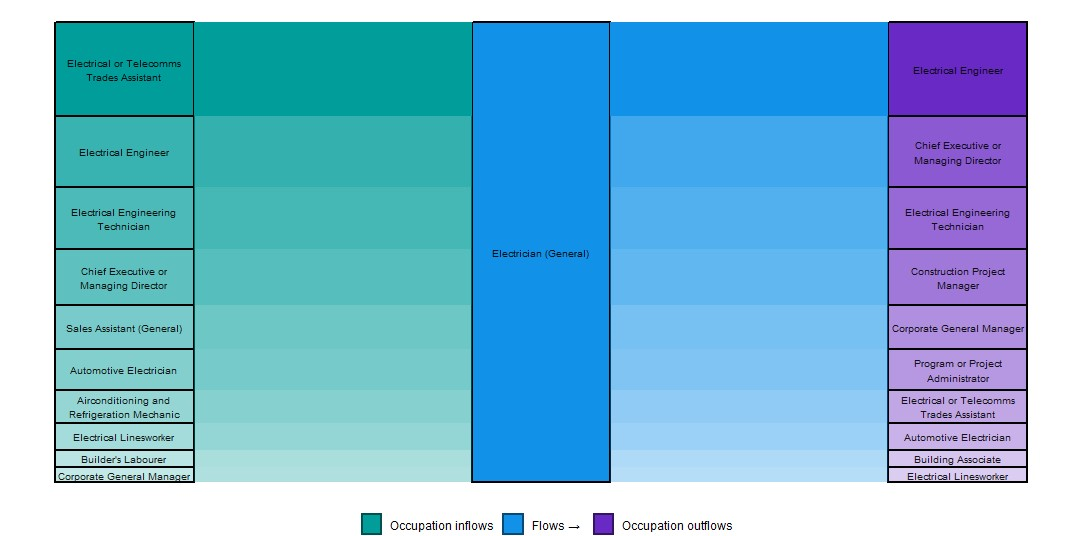 Electrical or Telecomms
Trades Assistant
Electrical Engineer
Electrical Engineering
Technician
Chief Executive or
Managing Director
Sales Assistant (General)
Automotive Electrician
Airconditioning and
Refrigeration Mechanic
Electrical Linesworker
Builder's Labourer
Corporate General Manager
Electrician (General)
Electrical Engineer
Chief Executive or
Managing Director
Electrical Engineering
Technician
Construction Project
Manager
Corporate General Manager
Program or Project
Administrator
Electrical or Telecomms
Trades Assistant
Automotive Electrician
Building Associate
Electrical Linesworker
Occupation inflows Flows → Occupation outflows